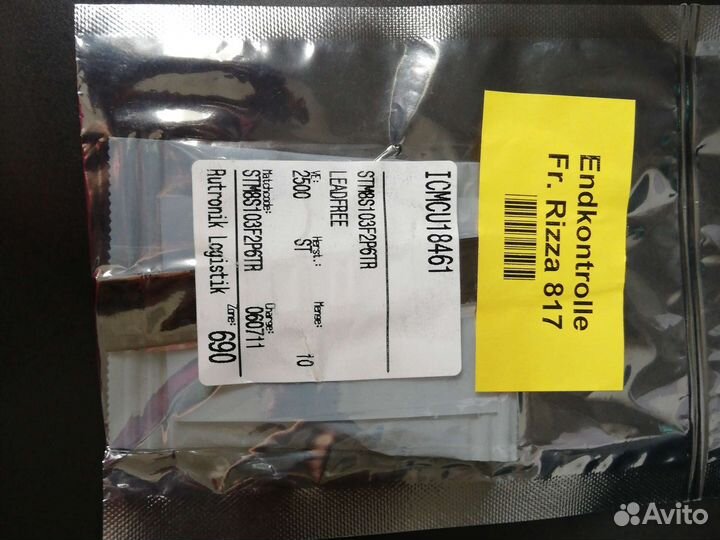 ICMCU18461
STM8S103F2P6TR
LEADFREE
VE: Herst.: Menge:
2500 ST 10
Matchcode: Charge:
STM8S103F2P6TR 060711
Rutronik Logistik Zone: 690
Endkontrolle
Fr. Rizza 817
Avito